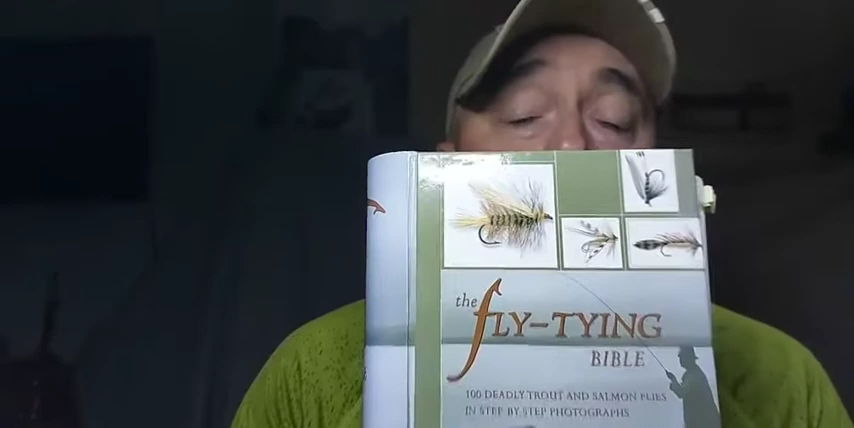 the fLY-TYING
BIBLE
100 DEADLY TROUT AND SALMON FLIES
IN STEP BY STEP PHOTOGRAPHS